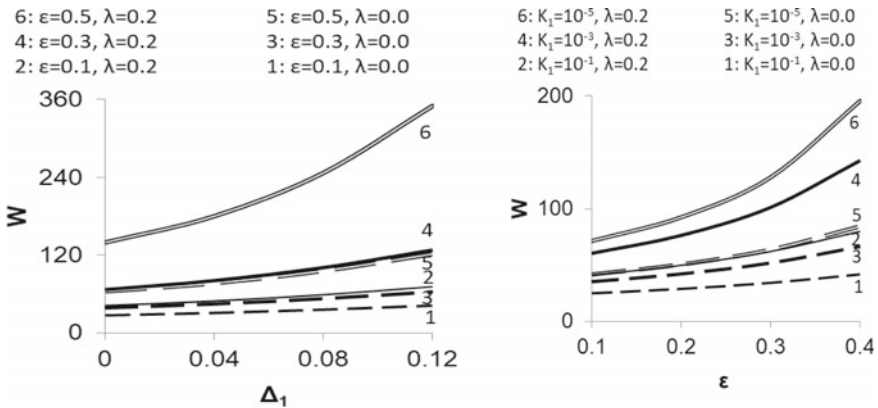 6: ε=0.5, λ=0.2 5: ε=0.5, λ=0.0
4: ε=0.3, λ=0.2 3: ε=0.3, λ=0.0
2: ε=0.1, λ=0.2 1: ε=0.1, λ=0.0
360
240
120
0
W
6
4
5
2
3
1
0 0.04 0.08 0.12
Δ₁
6: K₁=10⁻⁵, λ=0.2 5: K₁=10⁻⁵, λ=0.0
4: K₁=10⁻³, λ=0.2 3: K₁=10⁻³, λ=0.0
2: K₁=10⁻¹, λ=0.2 1: K₁=10⁻¹, λ=0.0
200
100
0
W
6
4
5
2
3
1
0.1 0.2 0.3 0.4
ε